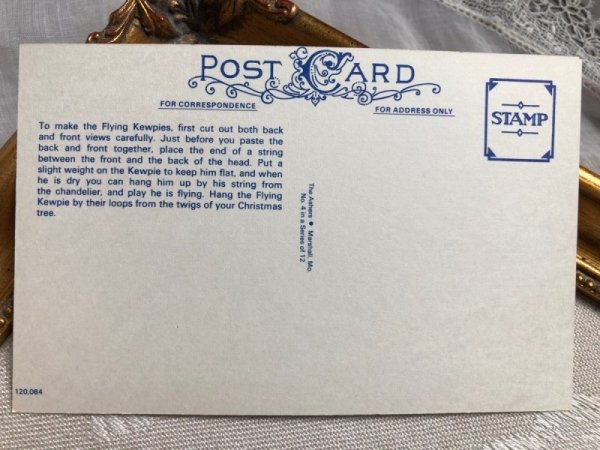 POST CARD
FOR CORRESPONDENCE
FOR ADDRESS ONLY
STAMP
To make the Flying Kewpies, first cut out both back
and front views carefully. Just before you paste the
back and front together, place the end of a string
between the front and the back of the head. Put a
slight weight on the Kewpie to keep him flat, and when
he is dry you can hang him up by his string from
the chandelier, and play he is flying. Hang the Flying
Kewpie by their loops from the twigs of your Christmas
tree.
The Ashers • Marshall, Mo.
No. 4 in a Series of 12
120,084